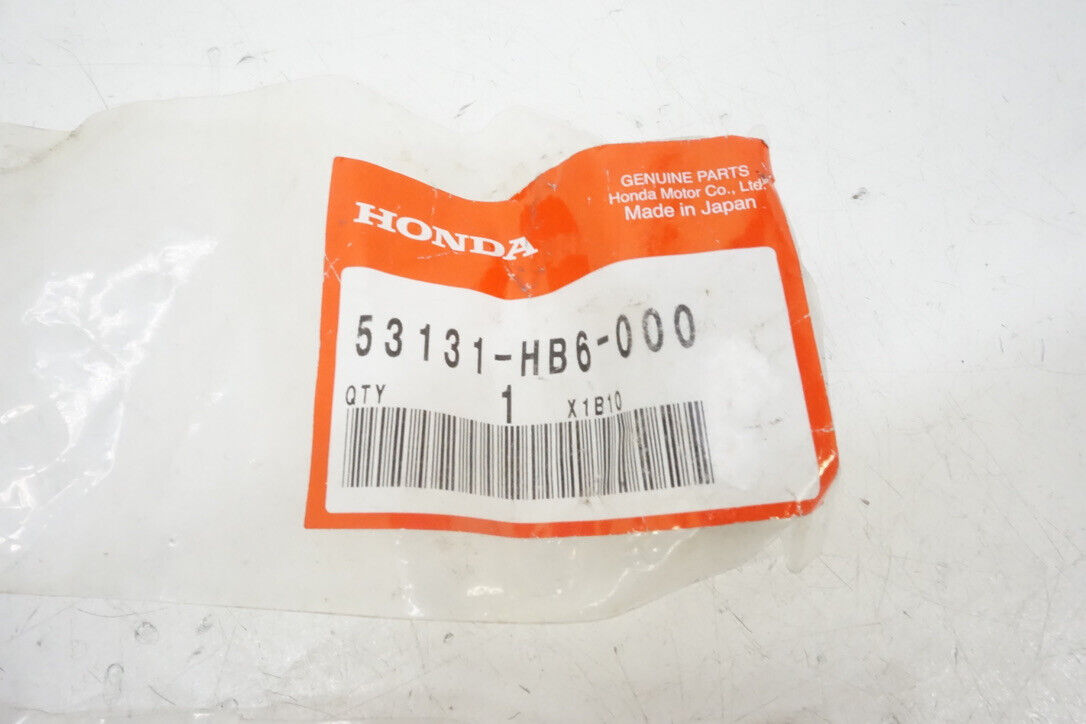 HONDA
GENUINE PARTS
Honda Motor Co., Ltd.
Made in Japan
53131-HB6-000
QTY 1 X1B10